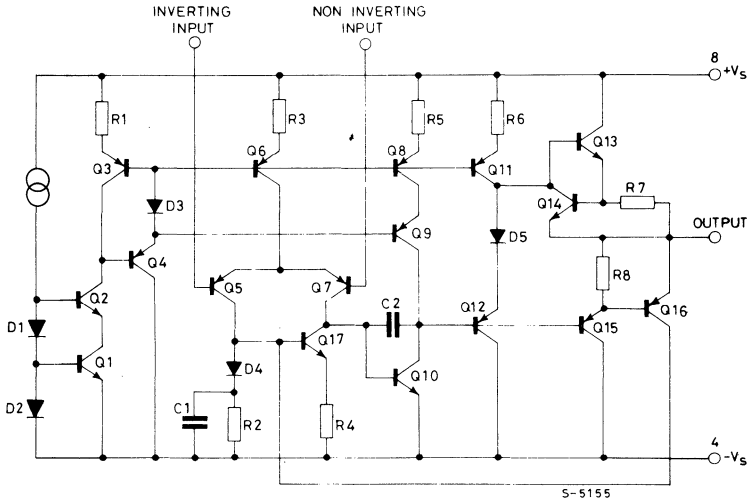 INVERTING
INPUT
NON INVERTING
INPUT
8
+Vs
R1
R3
R5
R6
Q3
Q6
Q8
Q11
Q13
R7
D3
Q14
OUTPUT
Q4
Q9
D5
R8
Q2
Q5
Q7
C2
Q12
Q15
Q16
D1
Q17
Q1
D4
Q10
D2
C1
R2
R4
4
-Vs
S-5155